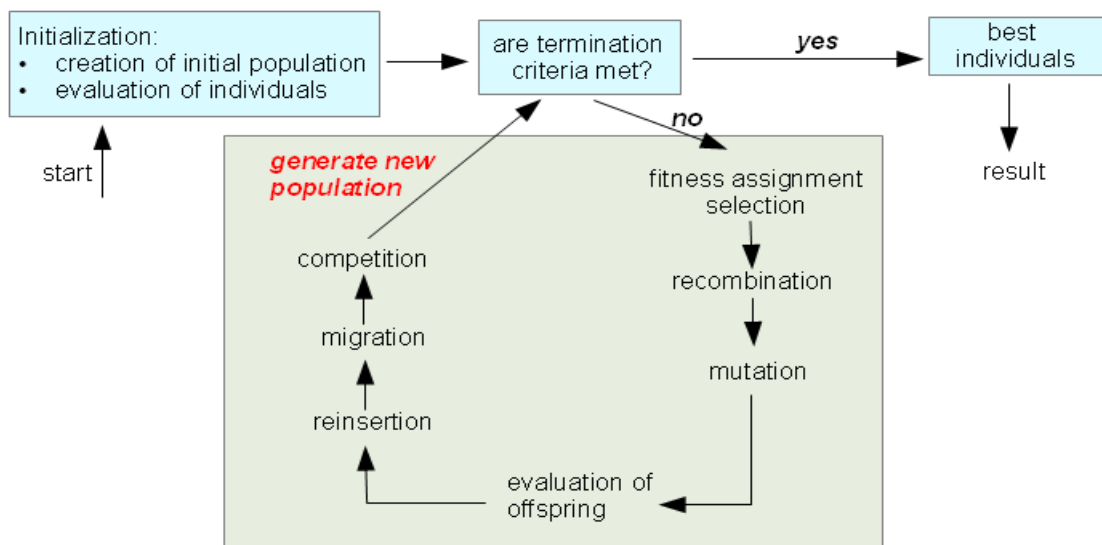 Initialization:
• creation of initial population
• evaluation of individuals
are termination
criteria met?
yes
best
individuals
no
start
result
generate new
population
fitness assignment
selection
competition
recombination
migration
mutation
reinsertion
evaluation of
offspring